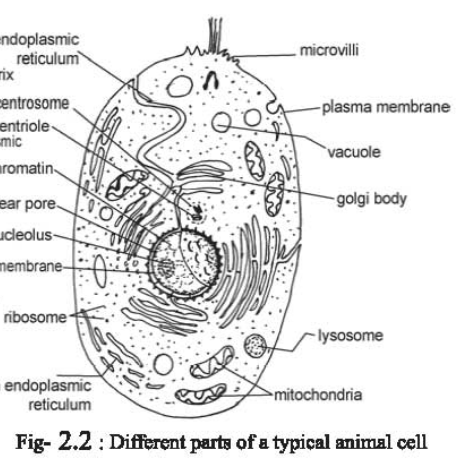 endoplasmic
reticulum
rix
centrosome
entriole
smic
romatin
ear pore
ucleolus
membrane
ribosome
endoplasmic
reticulum
microvilli
plasma membrane
vacuole
golgi body
lysosome
mitochondria
Fig- 2.2 : Different parts of a typical animal cell